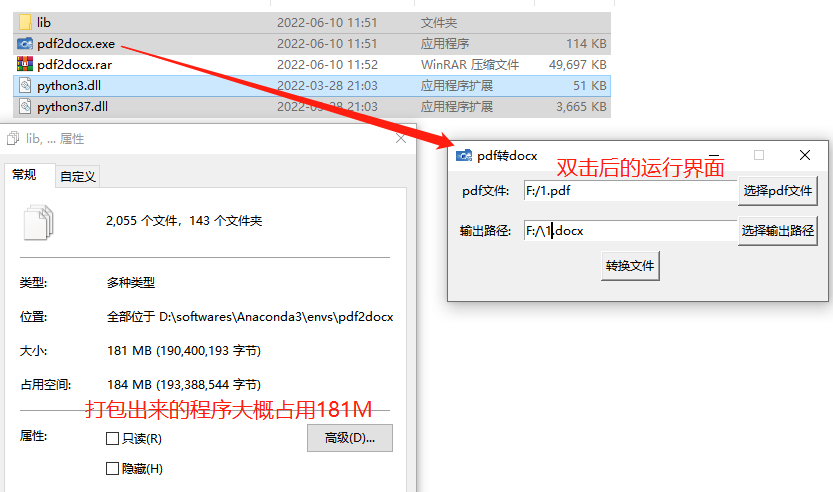 lib 2022-06-10 11:51 文件夹
pdf2docx.exe 2022-06-10 11:51 应用程序 114 KB
pdf2docx.rar 2022-06-10 11:52 WinRAR 压缩文件 49,697 KB
python3.dll 2022-03-28 21:03 应用程序扩展 51 KB
python37.dll 2022-03-28 21:03 应用程序扩展 3,665 KB
lib, ... 属性
常规 自定义
2,055 个文件，143 个文件夹
类型: 多种类型
位置: 全部位于 D:\softwares\Anaconda3\envs\pdf2docx
大小: 181 MB (190,400,193 字节)
占用空间: 184 MB (193,388,544 字节)
打包出来的程序大概占用181M
属性: 只读(R) 高级(D)...
隐藏(H)
pdf转docx
双击后的运行界面
pdf文件: F:/1.pdf 选择pdf文件
输出路径: F:/\1.docx 选择输出路径
转换文件